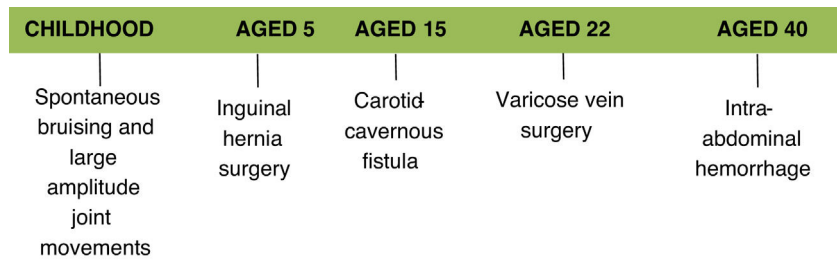 CHILDHOOD AGED 5 AGED 15 AGED 22 AGED 40
Spontaneous
bruising and
large
amplitude
joint
movements
Inguinal
hernia
surgery
Carotid-
cavernous
fistula
Varicose vein
surgery
Intra-
abdominal
hemorrhage